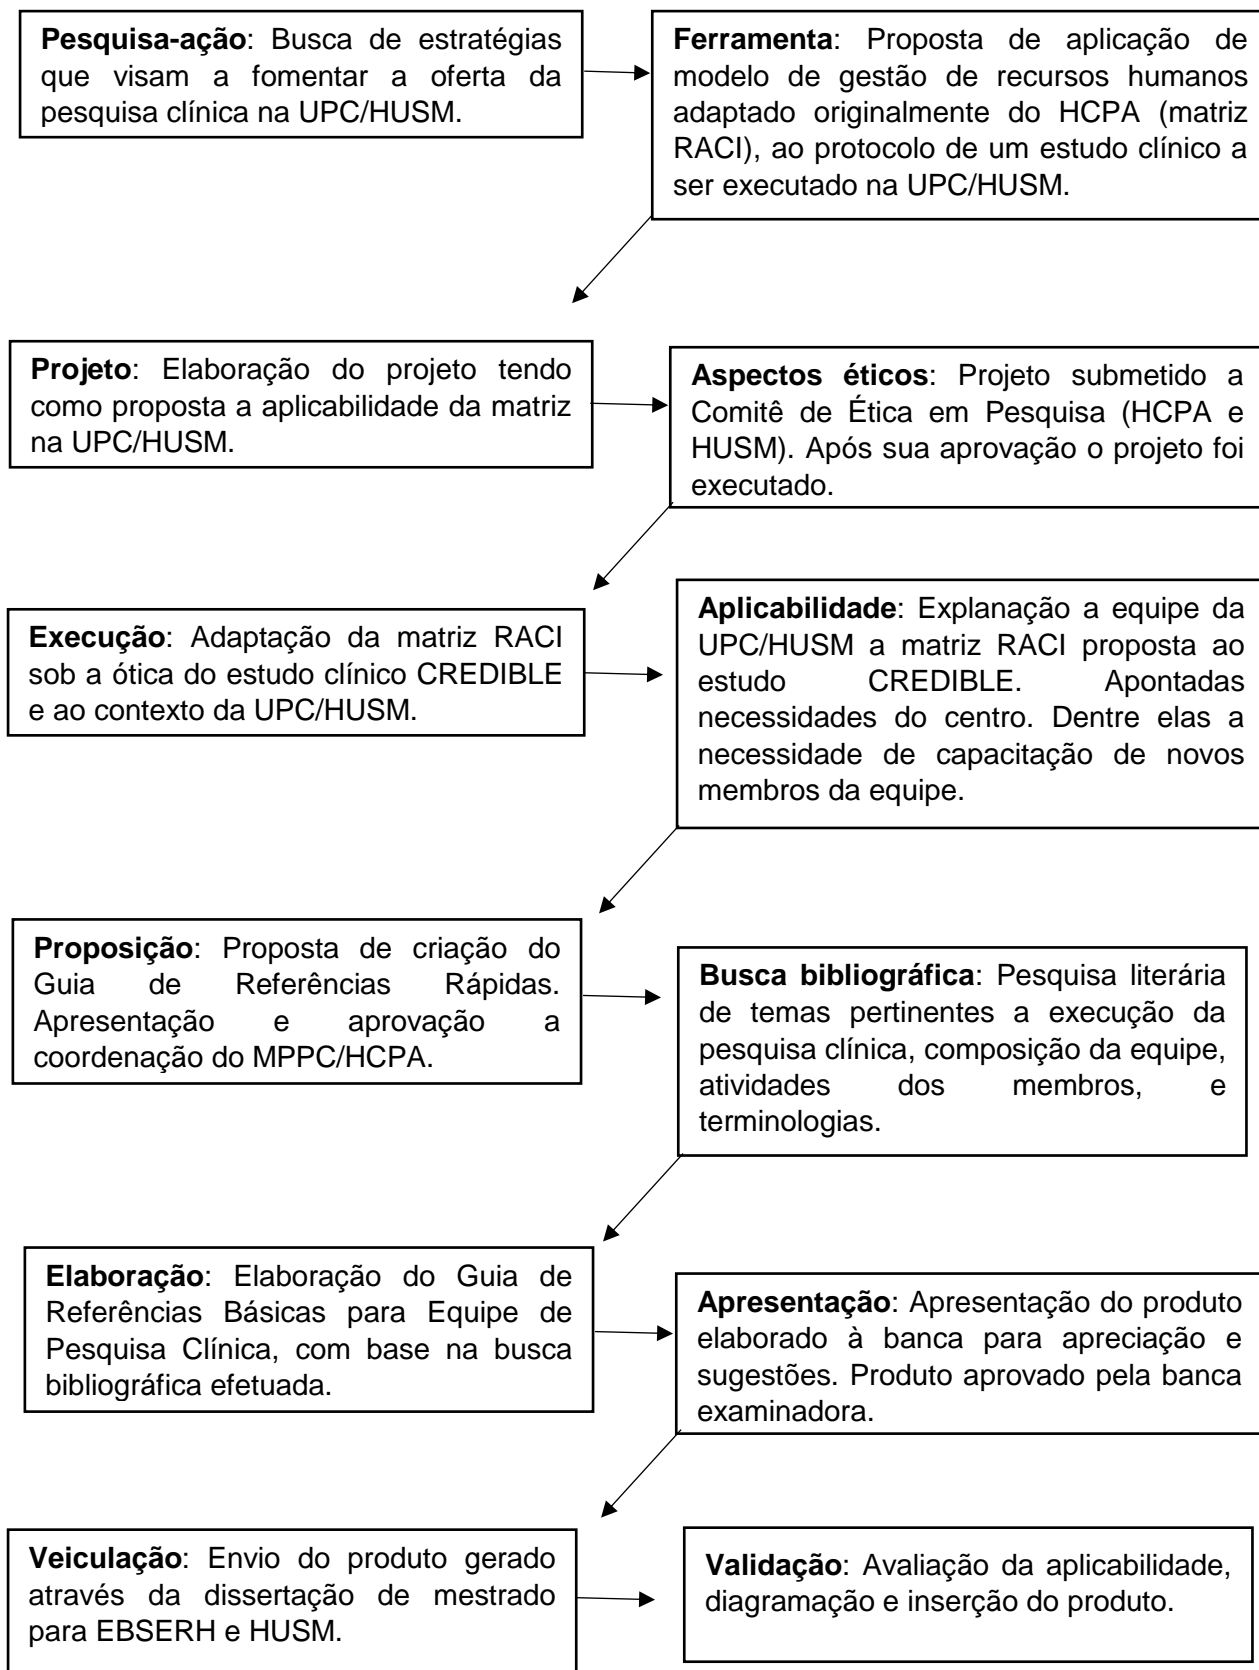 Pesquisa-ação: Busca de estratégias
que visam a fomentar a oferta da
pesquisa clínica na UPC/HUSM.
Ferramenta: Proposta de aplicação de
modelo de gestão de recursos humanos
adaptado originalmente do HCPA (matriz
RACI), ao protocolo de um estudo clínico a
ser executado na UPC/HUSM.
Projeto: Elaboração do projeto tendo
como proposta a aplicabilidade da matriz
na UPC/HUSM.
Aspectos éticos: Projeto submetido a
Comitê de Ética em Pesquisa (HCPA e
HUSM). Após sua aprovação o projeto foi
executado.
Execução: Adaptação da matriz RACI
sob a ótica do estudo clínico CREDIBLE
e ao contexto da UPC/HUSM.
Aplicabilidade: Explanação a equipe da
UPC/HUSM a matriz RACI proposta ao
estudo CREDIBLE. Apontadas
necessidades do centro. Dentre elas a
necessidade de capacitação de novos
membros da equipe.
Proposição: Proposta de criação do
Guia de Referências Rápidas.
Apresentação e aprovação a
coordenação do MPPC/HCPA.
Busca bibliográfica: Pesquisa literária
de temas pertinentes a execução da
pesquisa clínica, composição da equipe,
atividades dos membros, e
terminologias.
Elaboração: Elaboração do Guia de
Referências Básicas para Equipe de
Pesquisa Clínica, com base na busca
bibliográfica efetuada.
Apresentação: Apresentação do produto
elaborado à banca para apreciação e
sugestões. Produto aprovado pela banca
examinadora.
Veiculação: Envio do produto gerado
através da dissertação de mestrado
para EBSERH e HUSM.
Validação: Avaliação da aplicabilidade,
diagramação e inserção do produto.